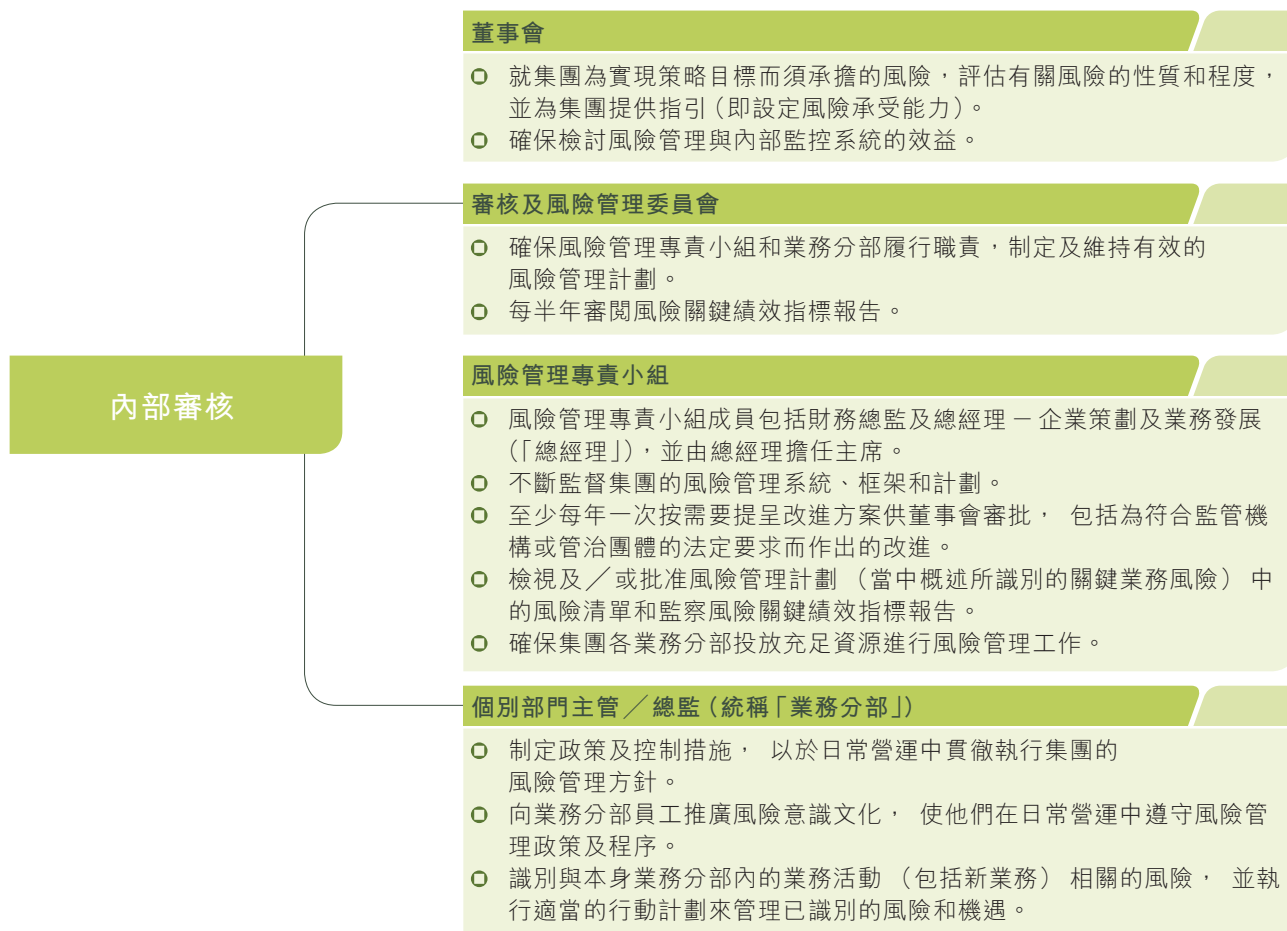 董事會
就集團為實現策略目標而須承擔的風險，評估有關風險的性質和程度，
並為集團提供指引（即設定風險承受能力）。
確保檢討風險管理與內部監控系統的效益。
審核及風險管理委員會
確保風險管理專責小組和業務分部履行職責，制定及維持有效的
風險管理計劃。
每半年審閱風險關鍵績效指標報告。
內部審核
風險管理專責小組
風險管理專責小組成員包括財務總監及總經理 － 企業策劃及業務發展
（「總經理」），並由總經理擔任主席。
不斷監督集團的風險管理系統、框架和計劃。
至少每年一次按需要提呈改進方案供董事會審批， 包括為符合監管機
構或管治團體的法定要求而作出的改進。
檢視及／或批准風險管理計劃 （當中概述所識別的關鍵業務風險） 中
的風險清單和監察風險關鍵績效指標報告。
確保集團各業務分部投放充足資源進行風險管理工作。
個別部門主管／總監（統稱「業務分部」）
制定政策及控制措施， 以於日常營運中貫徹執行集團的
風險管理方針。
向業務分部員工推廣風險意識文化， 使他們在日常營運中遵守風險管
理政策及程序。
識別與本身業務分部內的業務活動 （包括新業務） 相關的風險， 並執
行適當的行動計劃來管理已識別的風險和機遇。